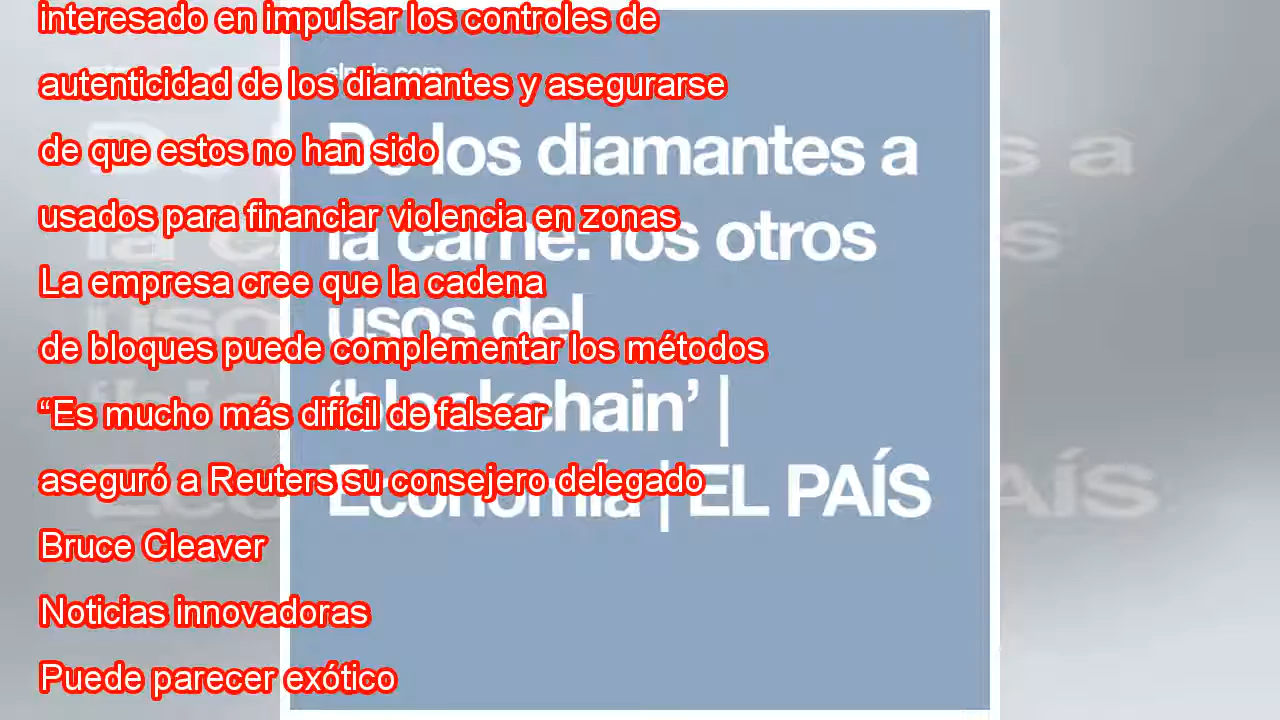 interesado en impulsar los controles de
autenticidad de los diamantes y asegurarse
de que estos no han sido
usados para financiar violencia en zonas
La empresa cree que la cadena
de bloques puede complementar los métodos
“Es mucho más difícil de falsear
aseguró a Reuters su consejero delegado
Bruce Cleaver
Noticias innovadoras
Puede parecer exótico
elpais.com
De los diamantes a
la carne: los otros
usos del
‘blockchain’ |
Economía | EL PAÍS